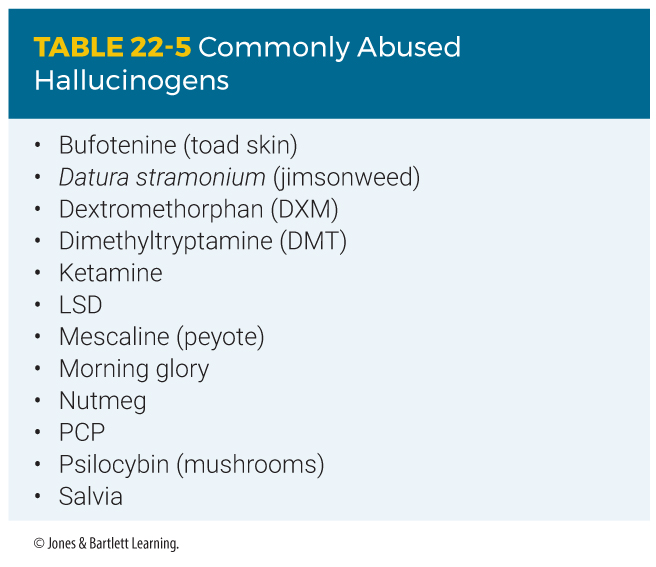 TABLE 22-5 Commonly Abused
Hallucinogens
• Bufotenine (toad skin)
• Datura stramonium (jimsonweed)
• Dextromethorphan (DXM)
• Dimethyltryptamine (DMT)
• Ketamine
• LSD
• Mescaline (peyote)
• Morning glory
• Nutmeg
• PCP
• Psilocybin (mushrooms)
• Salvia
© Jones & Bartlett Learning.